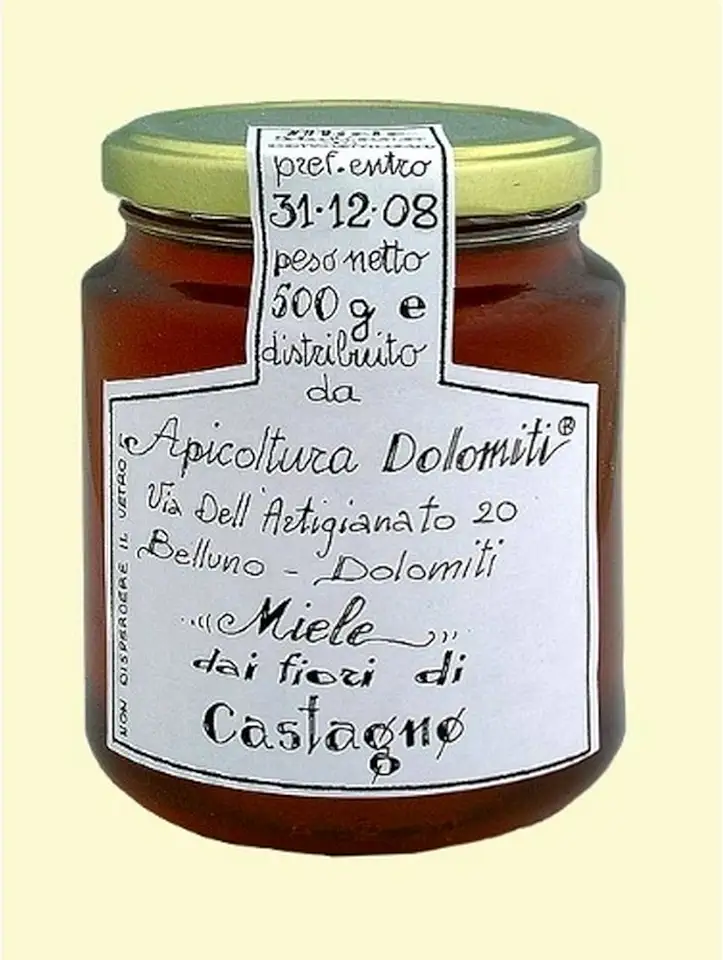 pref. entro
31·12·08
peso netto
500 g e
distribuito
da
Apicoltura Dolomiti®
Via Dell'Artigianato 20
Belluno - Dolomiti
"Miele"
dai fiori di
Castagno
NON DISPERDERE IL VETRO